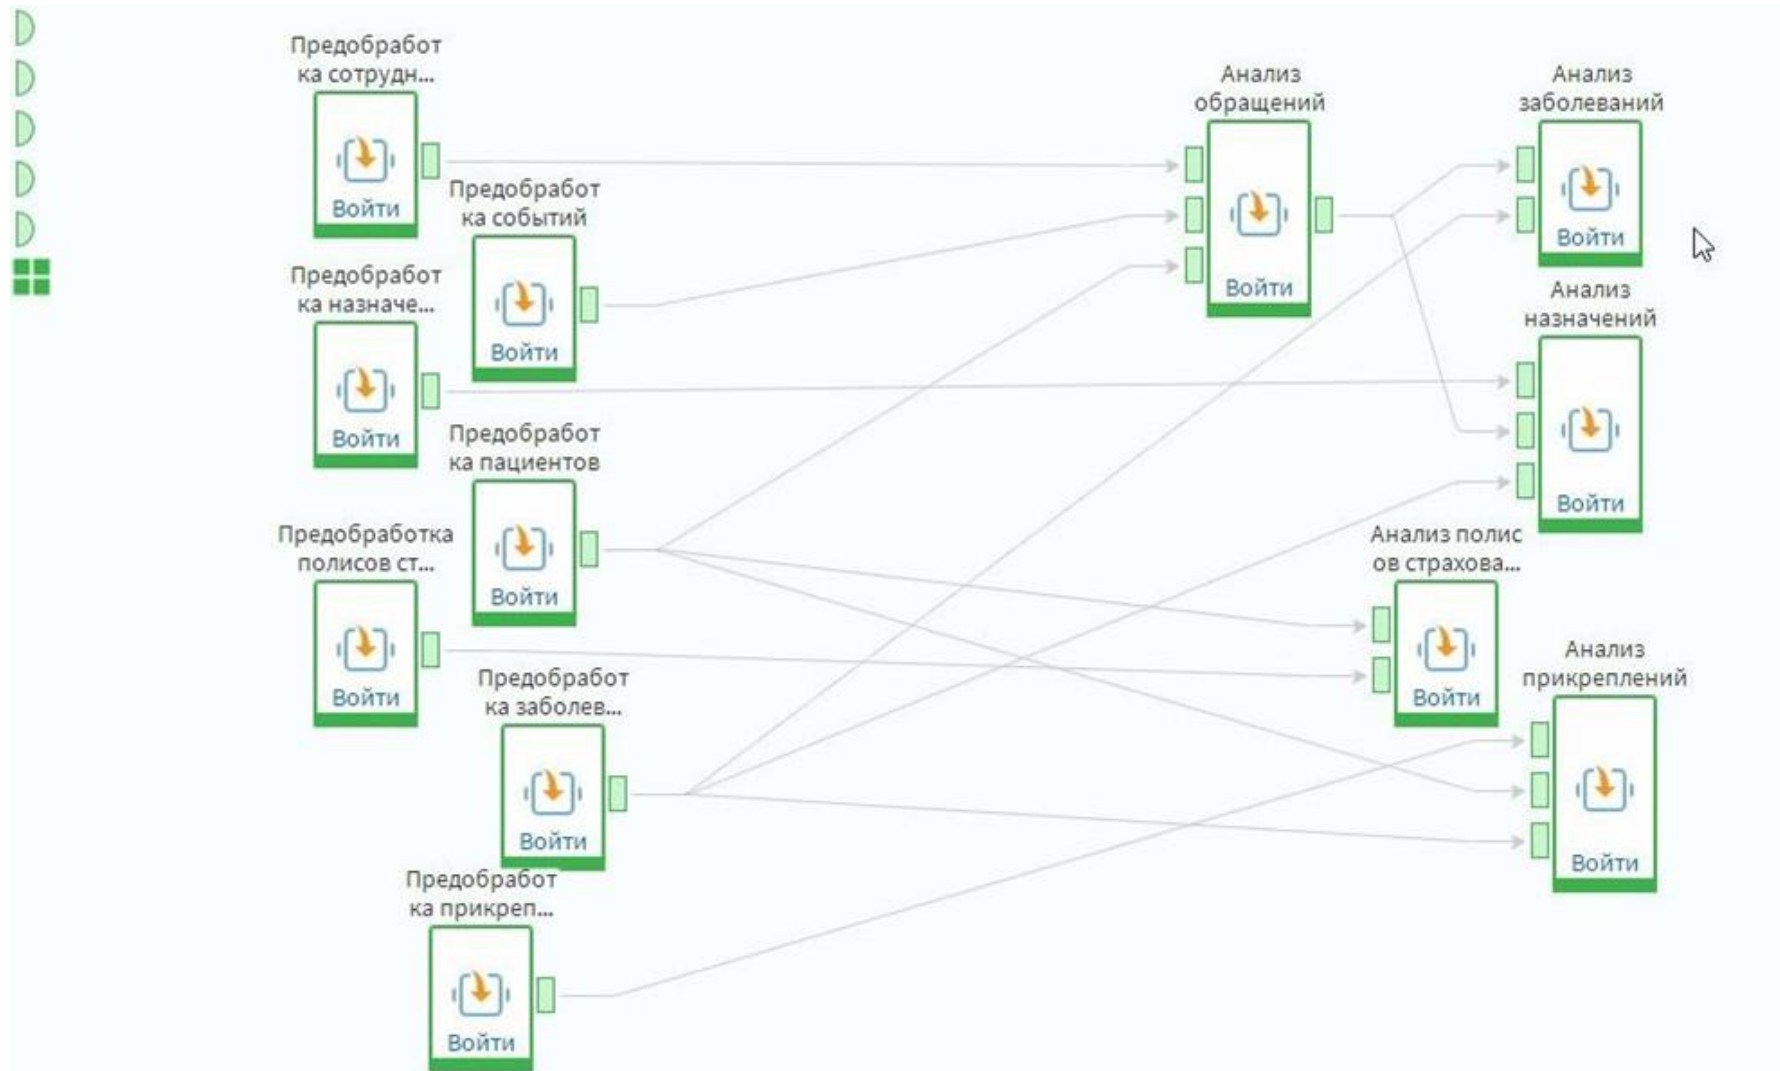 Предобработ
ка сотрудн...
Войти
Предобработ
ка событий
Войти
Предобработ
ка назначе...
Войти
Предобработ
ка пациентов
Войти
Предобработка
полисов ст...
Войти
Предобработ
ка заболев...
Войти
Предобработ
ка прикреп...
Войти
Анализ
обращений
Войти
Анализ
заболеваний
Войти
Анализ
назначений
Войти
Анализ полис
ов страхова...
Войти
Анализ
прикреплений
Войти